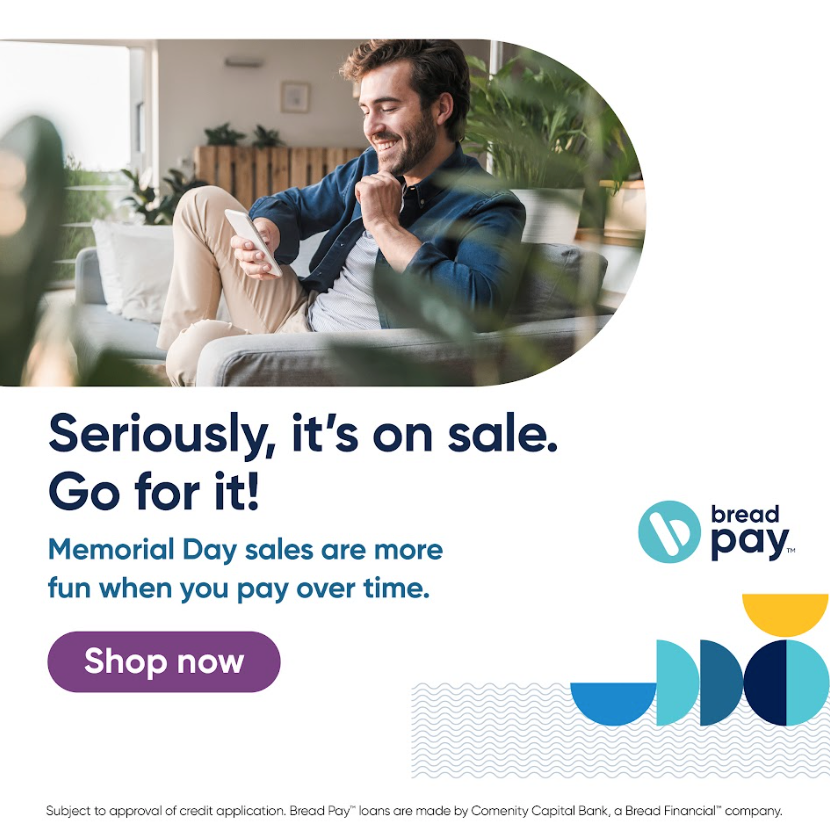 Seriously, it's on sale.
Go for it!
Memorial Day sales are more
fun when you pay over time.
Shop now
bread
pay™
Subject to approval of credit application. Bread Pay™ loans are made by Comenity Capital Bank, a Bread Financial™ company.